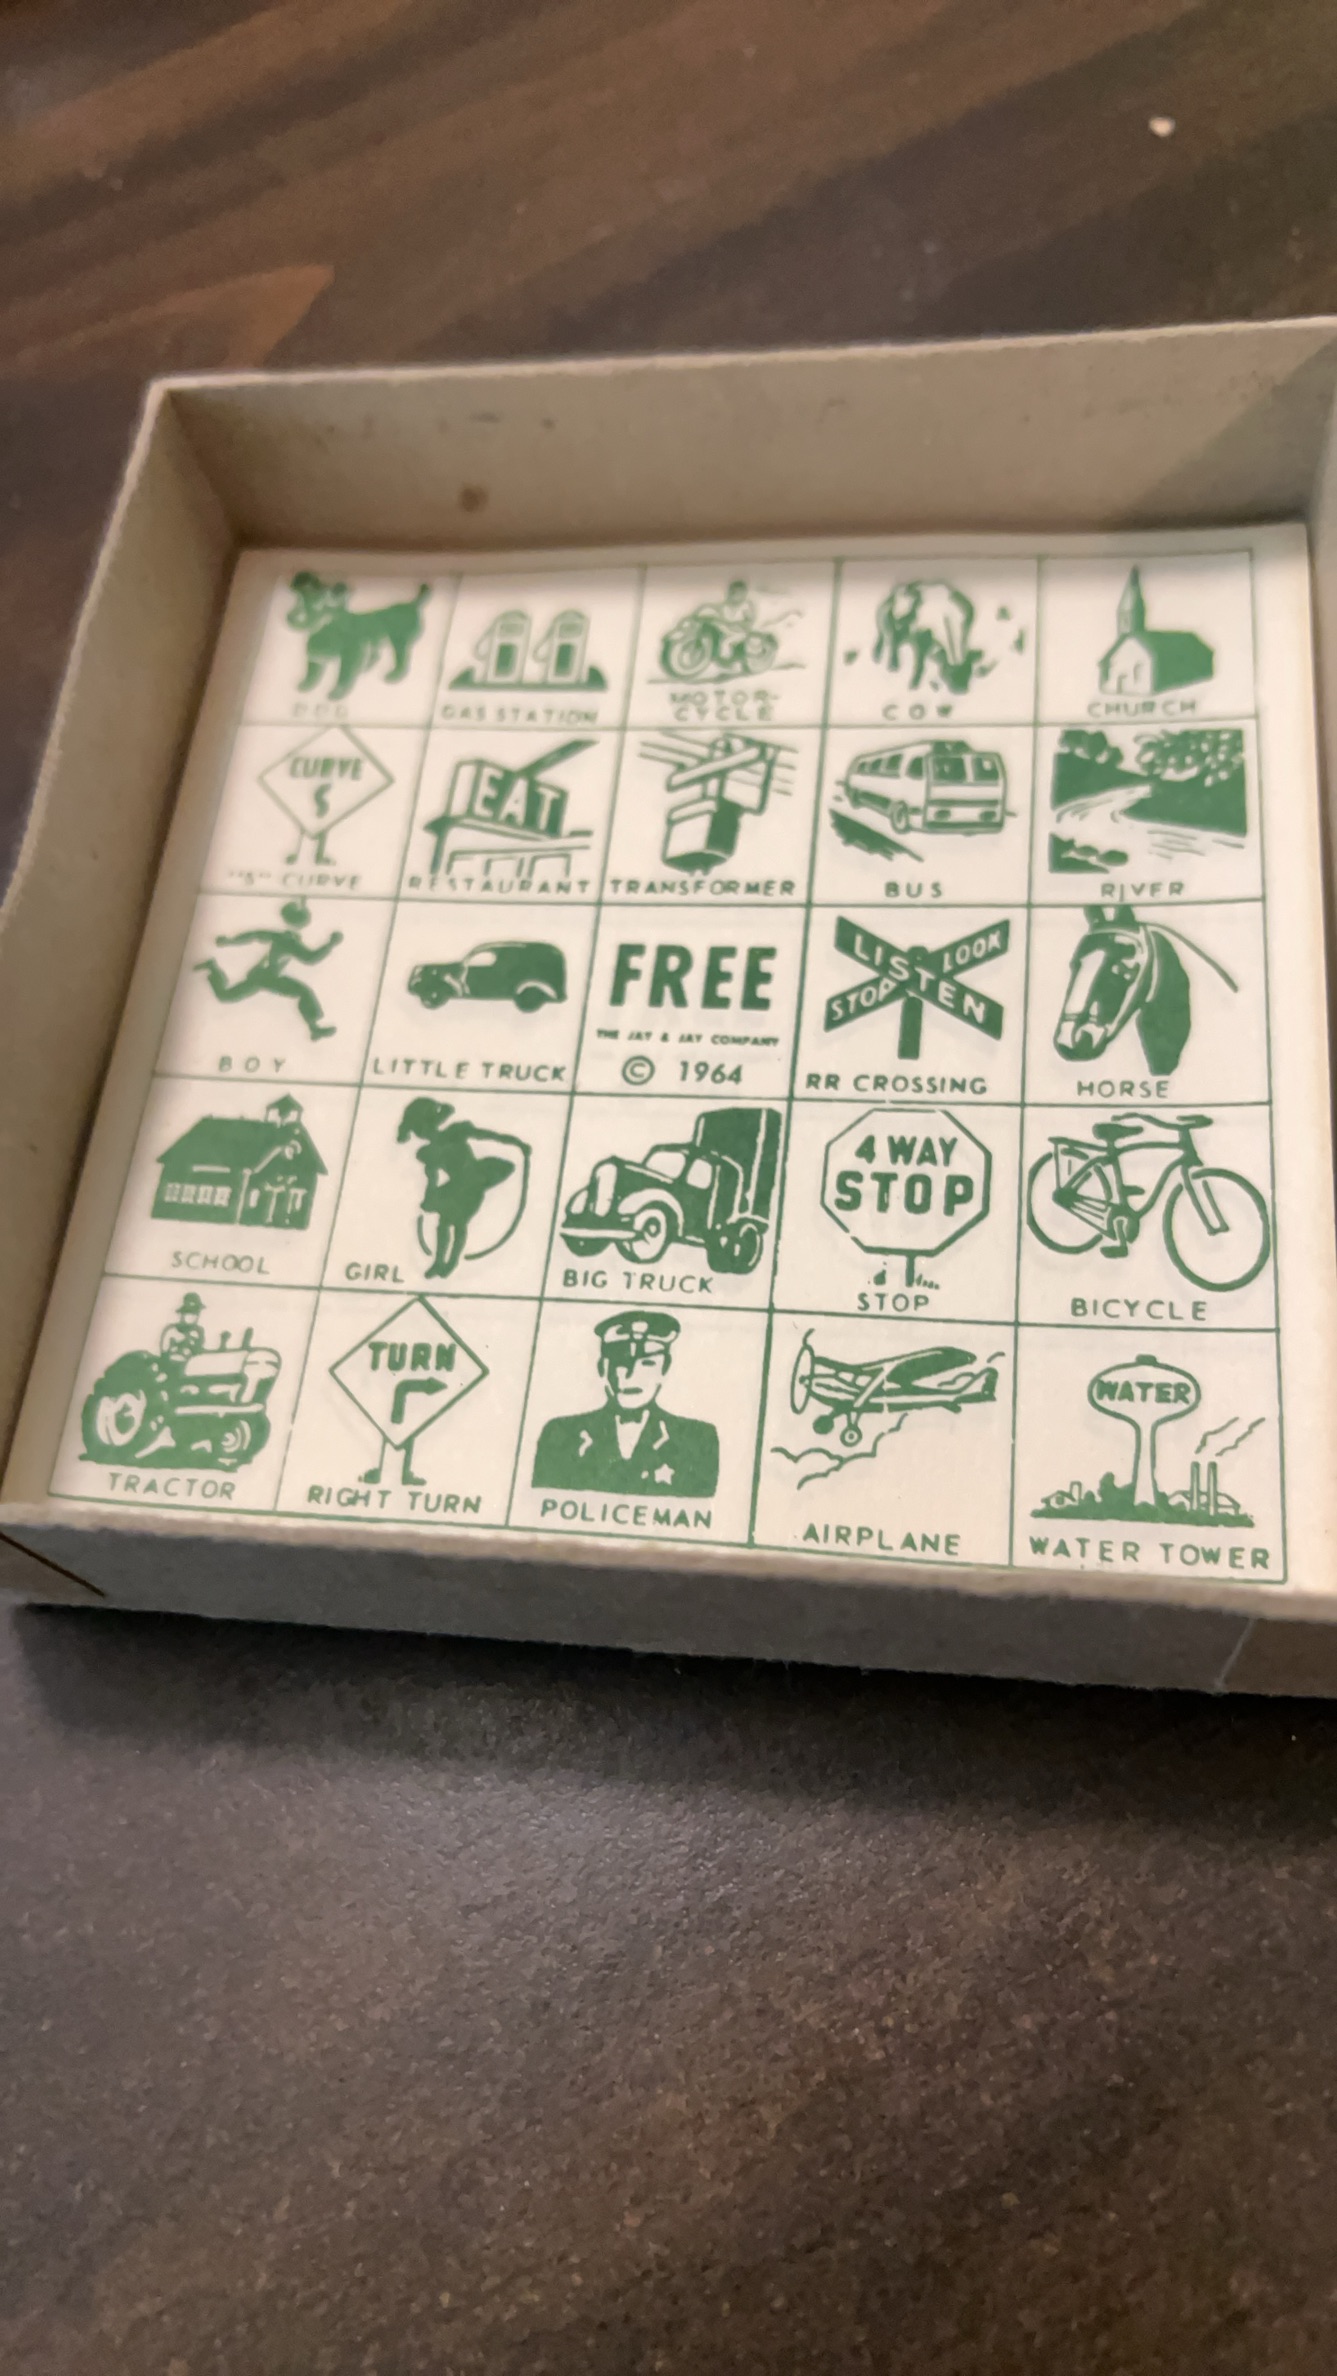 DOG
GAS STATION
MOTOR-
CYCLE
COW
CHURCH
CURVE
S
"S" CURVE
EAT
RESTAURANT
TRANSFORMER
BUS
RIVER
BOY
LITTLE TRUCK
FREE
THE JAY & JAY COMPANY
© 1964
LISTEN
STOP LOOK
RR CROSSING
HORSE
SCHOOL
GIRL
BIG TRUCK
4 WAY
STOP
STOP
BICYCLE
TRACTOR
TURN
RIGHT TURN
POLICEMAN
AIRPLANE
WATER
WATER TOWER